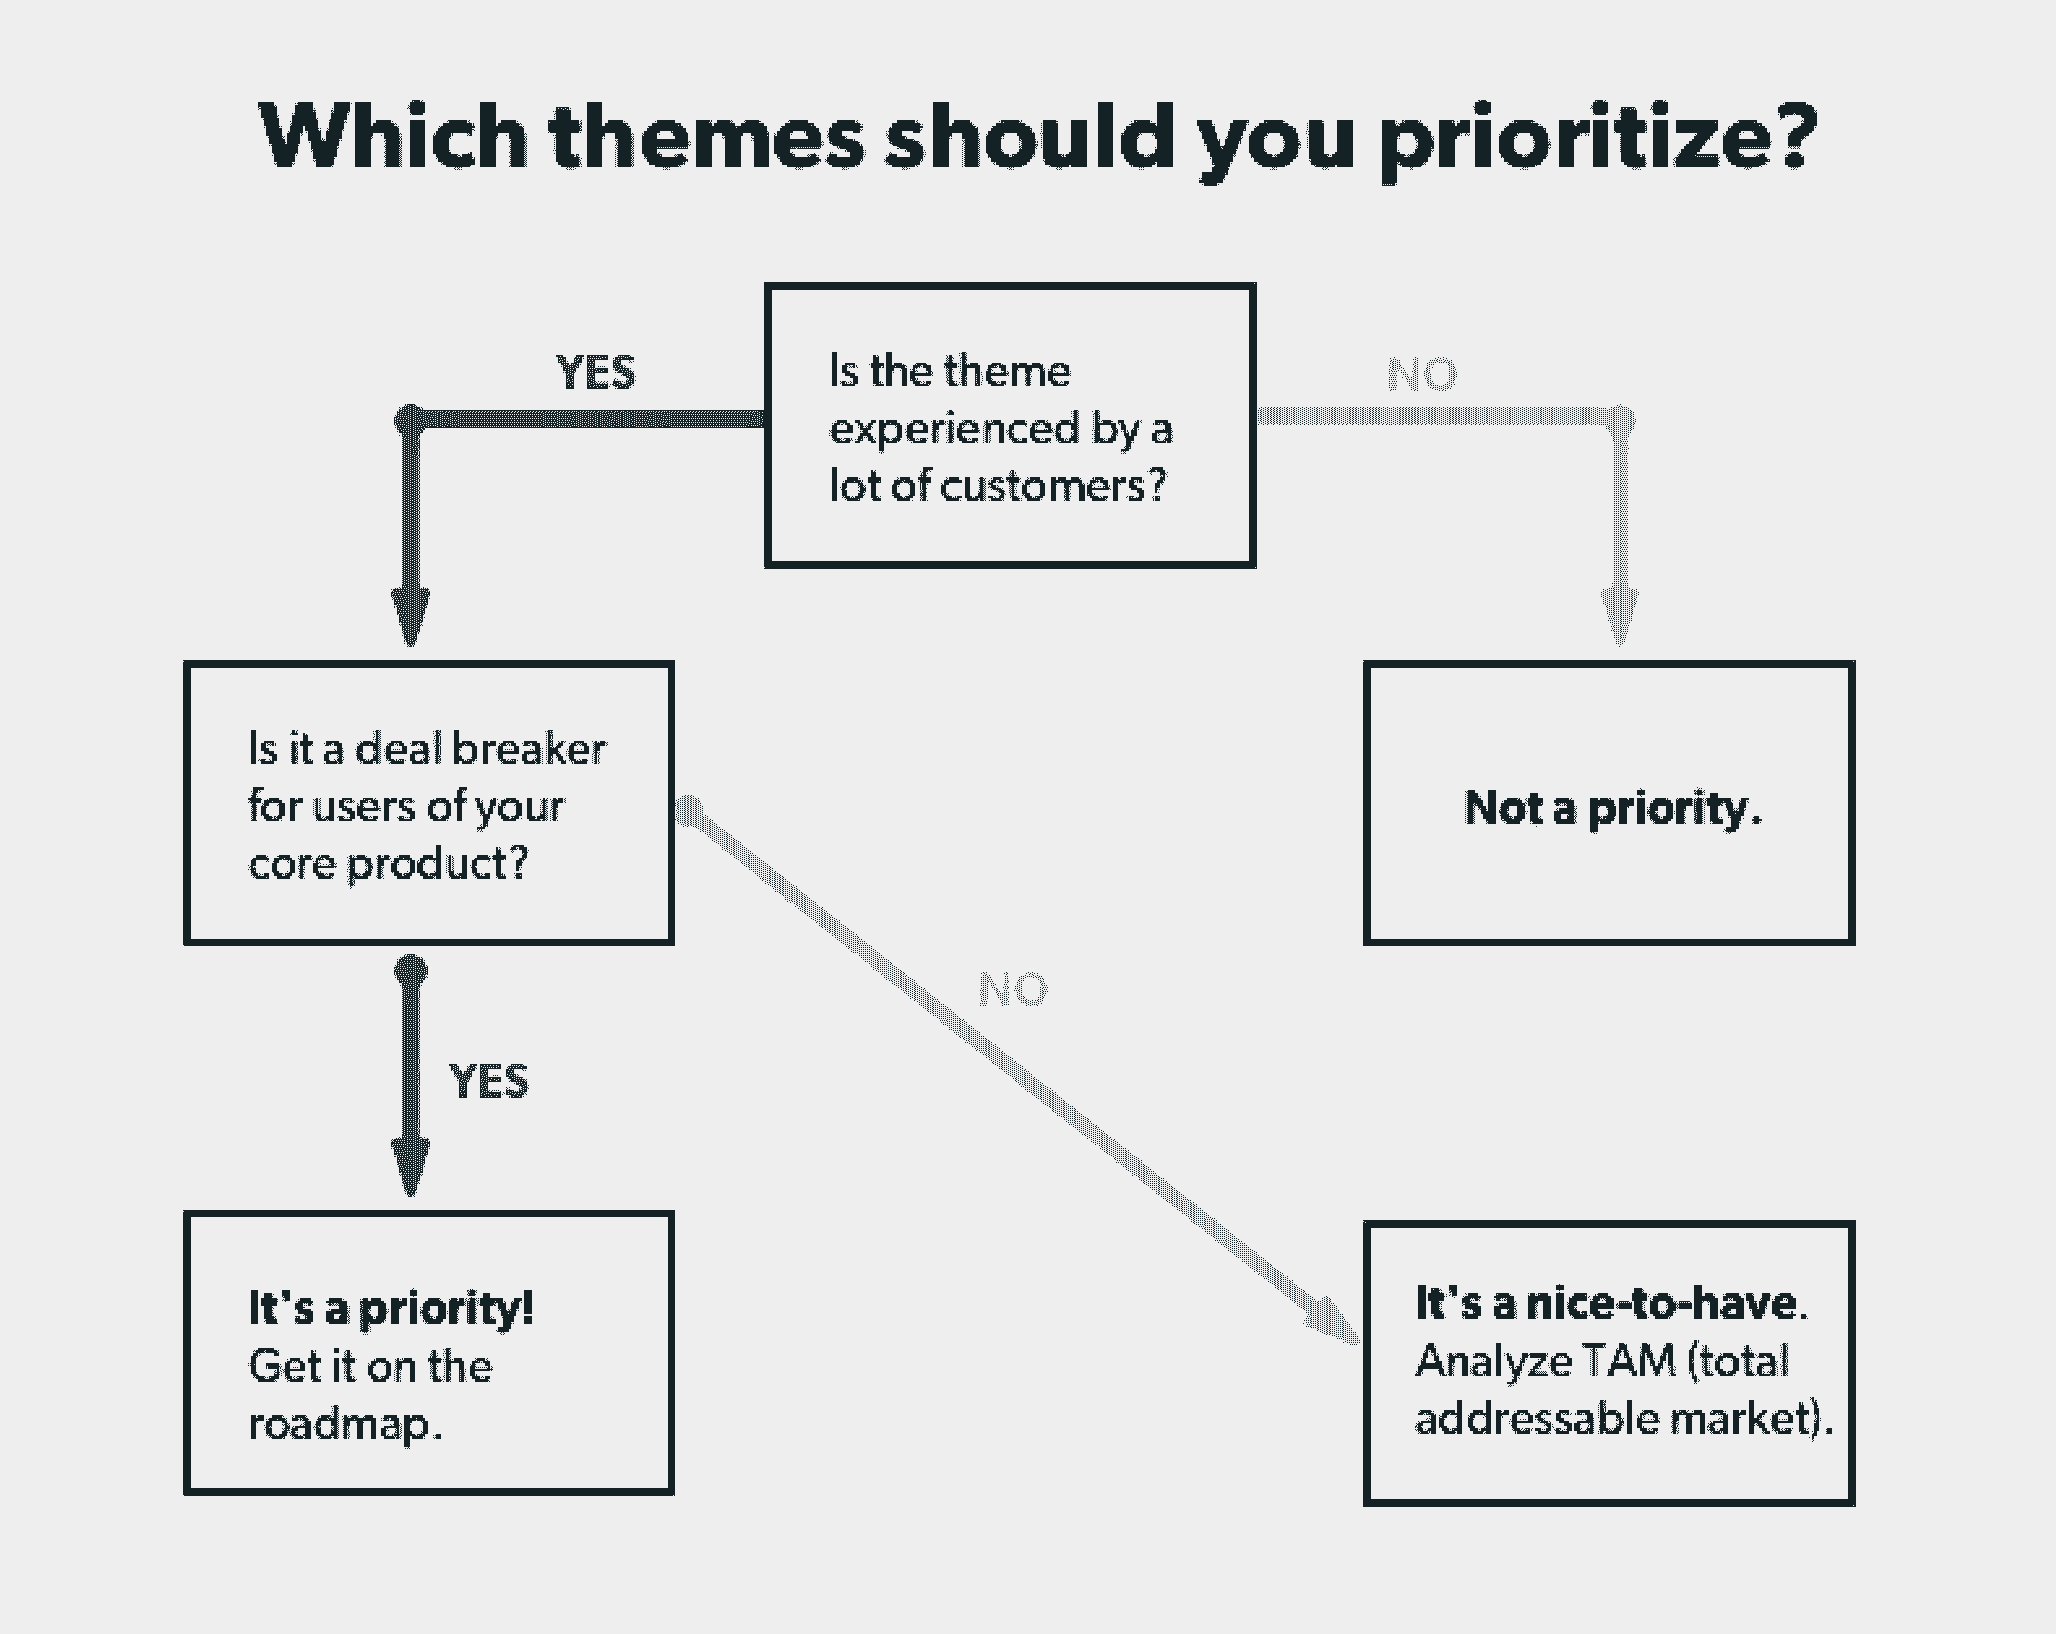 Which themes should you prioritize?
YES
Is the theme
experienced by a
lot of customers?
NO
Is it a deal breaker
for users of your
core product?
Not a priority.
NO
YES
It's a priority!
Get it on the
roadmap.
It's a nice-to-have.
Analyze TAM (total
addressable market).